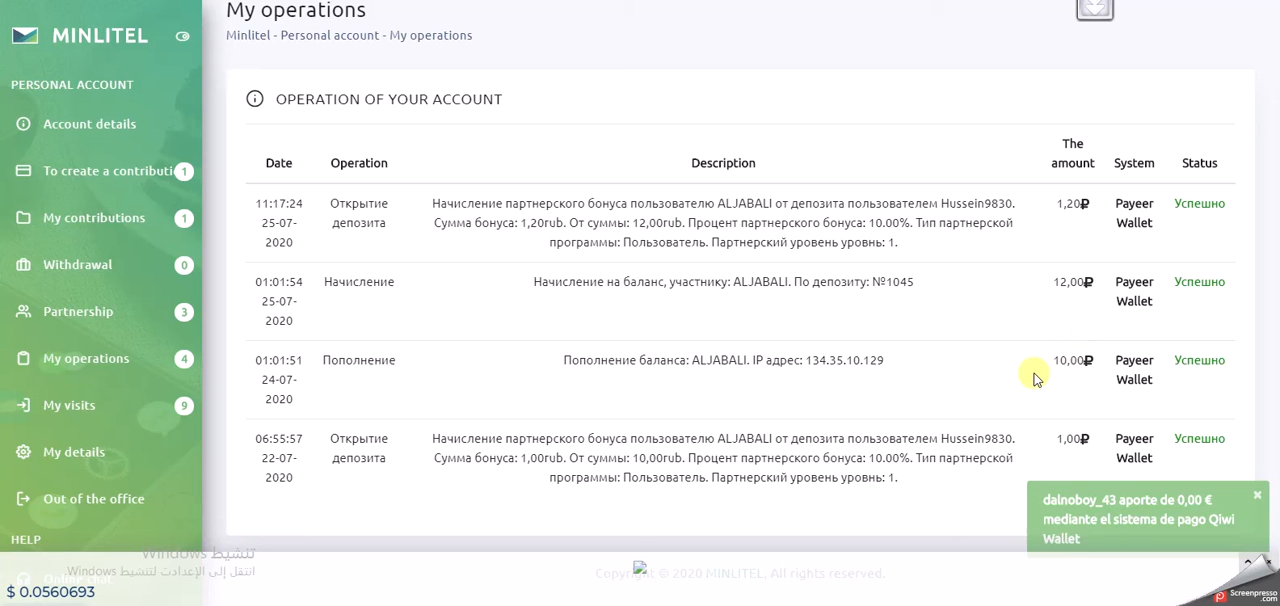 MINLITEL
PERSONAL ACCOUNT
Account details
To create a contributi 1
My contributions 1
Withdrawal 0
Partnership 3
My operations 4
My visits 9
My details
Out of the office
HELP
Online chat
$ 0.0560693
My operations
Minlitel - Personal account - My operations
OPERATION OF YOUR ACCOUNT
Date Operation Description The amount System Status
11:17:24 25-07-2020
Открытие депозита
Начисление партнерского бонуса пользователю ALJABALI от депозита пользователем Hussein9830.
Сумма бонуса: 1,20rub. От суммы: 12,00rub. Процент партнерского бонуса: 10.00%. Тип партнерской
программы: Пользователь. Партнерский уровень уровнь: 1.
1,20₽
Payeer Wallet
Успешно
01:01:54 25-07-2020
Начисление
Начисление на баланс, участнику: ALJABALI. По депозиту: №1045
12,00₽
Payeer Wallet
Успешно
01:01:51 24-07-2020
Пополнение
Пополнение баланса: ALJABALI. IP адрес: 134.35.10.129
10,00₽
Payeer Wallet
Успешно
06:55:57 22-07-2020
Открытие депозита
Начисление партнерского бонуса пользователю ALJABALI от депозита пользователем Hussein9830.
Сумма бонуса: 1,00rub. От суммы: 10,00rub. Процент партнерского бонуса: 10.00%. Тип партнерской
программы: Пользователь. Партнерский уровень уровнь: 1.
1,00₽
Payeer Wallet
Успешно
dalnoboy_43 aporte de 0,00 €
mediante el sistema de pago Qiwi
Wallet
×
تنشيط Windows
انتقل إلى الإعدادت لتنشيط Windows.
Copyright © 2020 MINLITEL, All rights reserved.
Screenpresso
.com